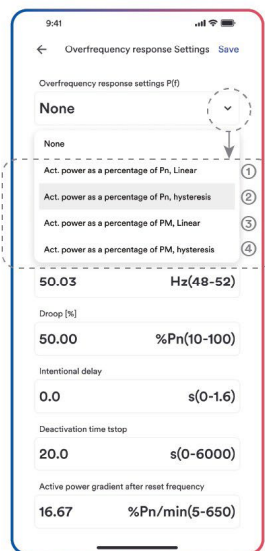 9:41
Overfrequency response Settings Save
Overfrequency response settings P(f)
None
None
Act. power as a percentage of Pn, Linear ①
Act. power as a percentage of Pn, hysteresis ②
Act. power as a percentage of PM, Linear ③
Act. power as a percentage of PM, hysteresis ④
50.03 Hz(48-52)
Droop [%]
50.00 %Pn(10-100)
Intentional delay
0.0 s(0-1.6)
Deactivation time tstop
20.0 s(0-6000)
Active power gradient after reset frequency
16.67 %Pn/min(5-650)